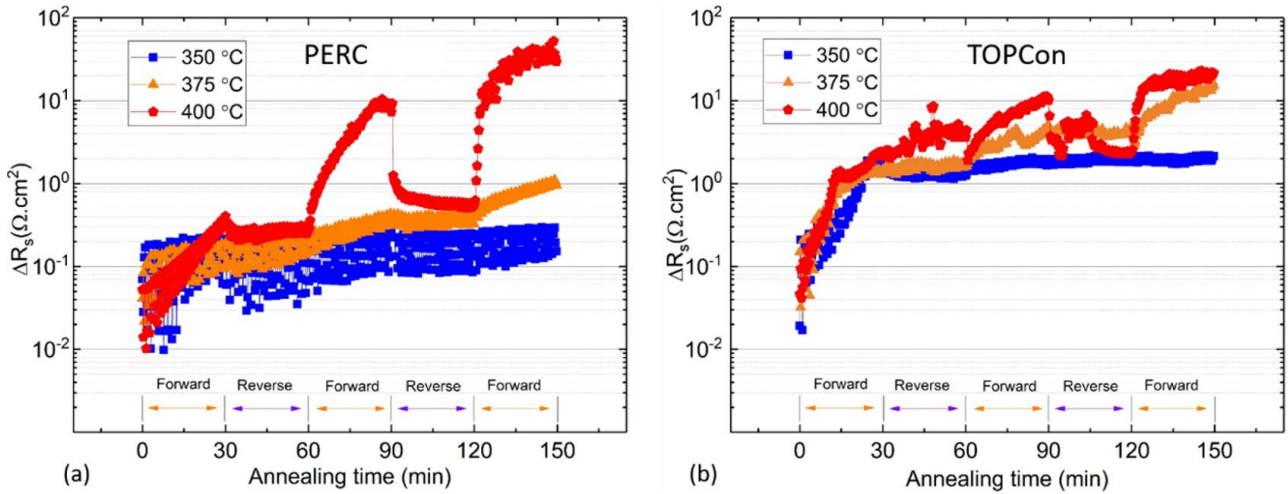 PERC
350 °C
375 °C
400 °C
10²
10¹
10⁰
10⁻¹
10⁻²
ΔRₛ(Ω.cm²)
Forward Reverse Forward Reverse Forward
0 30 60 90 120 150
Annealing time (min)
(a)
TOPCon
350 °C
375 °C
400 °C
10²
10¹
10⁰
10⁻¹
10⁻²
ΔRₛ(Ω.cm²)
Forward Reverse Forward Reverse Forward
0 30 60 90 120 150
Annealing time (min)
(b)